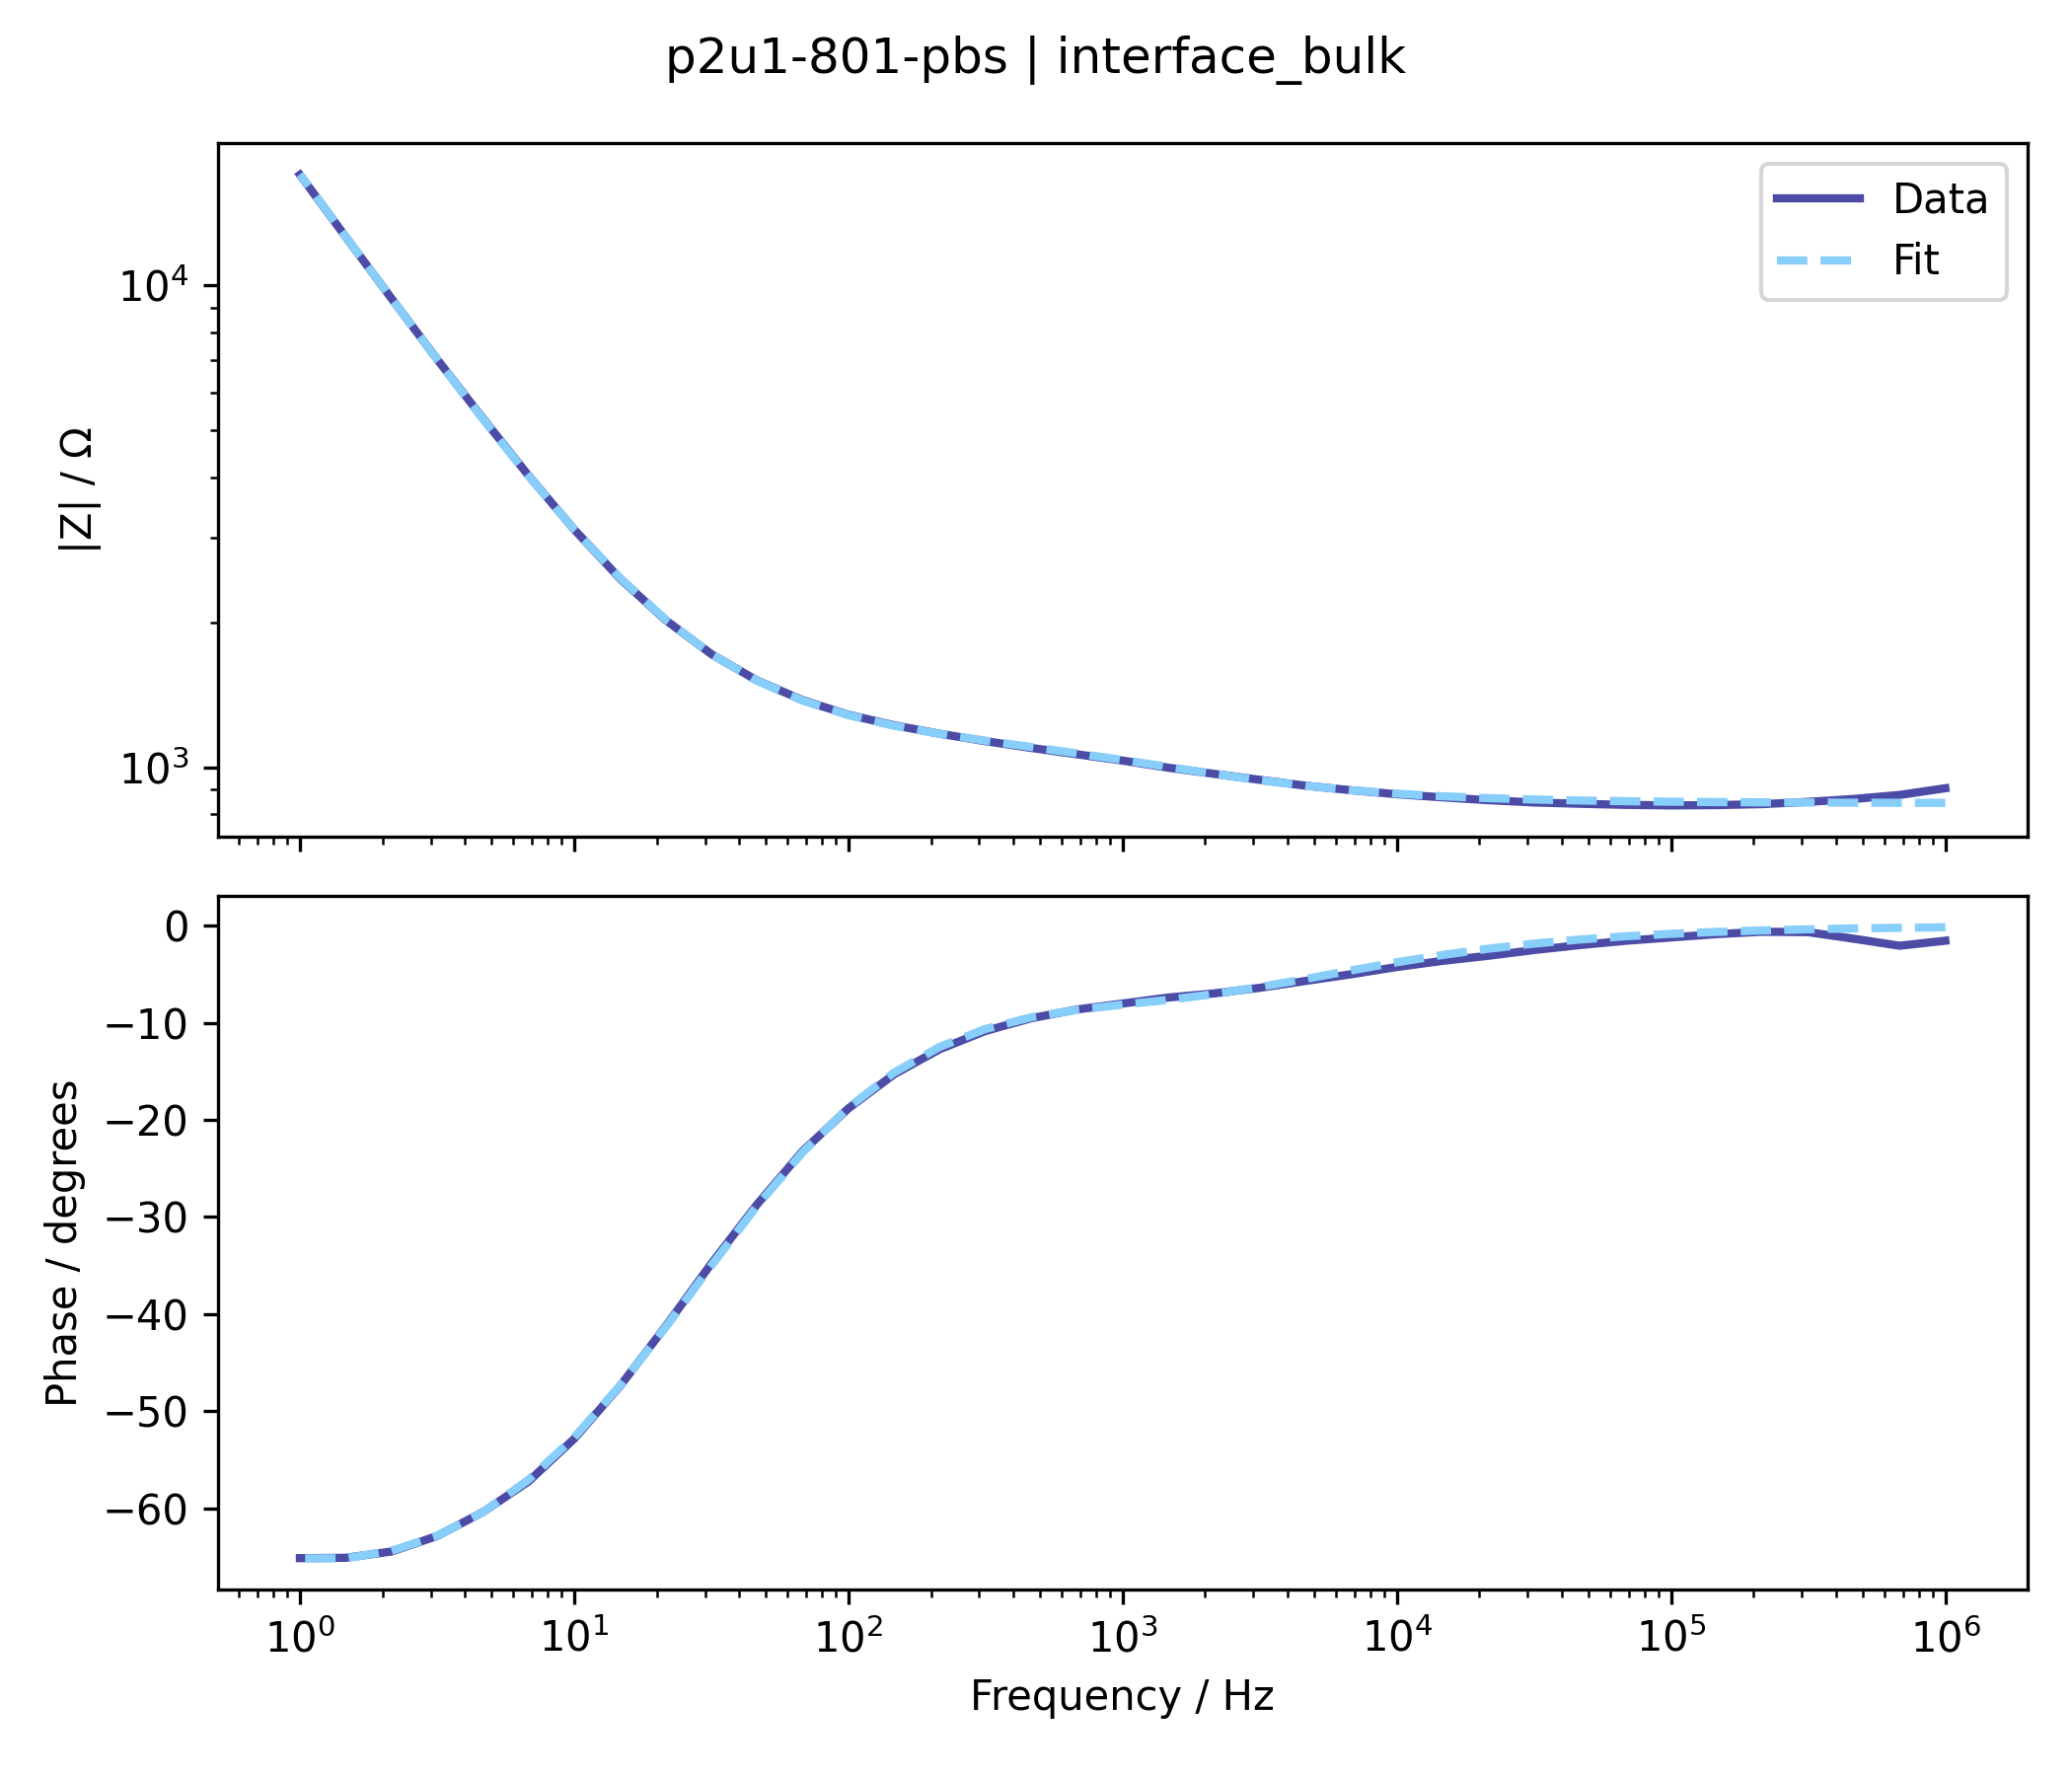 p2u1-801-pbs | interface_bulk
Data
Fit
10⁴
10³
|Z| / Ω
0
−10
−20
−30
−40
−50
−60
Phase / degrees
10⁰ 10¹ 10² 10³ 10⁴ 10⁵ 10⁶
Frequency / Hz